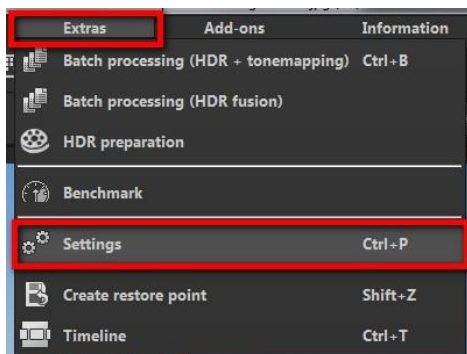 Extras Add-ons Information
Batch processing (HDR + tonemapping) Ctrl+B
Batch processing (HDR fusion)
HDR preparation
Benchmark
Settings Ctrl+P
Create restore point Shift+Z
Timeline Ctrl+T